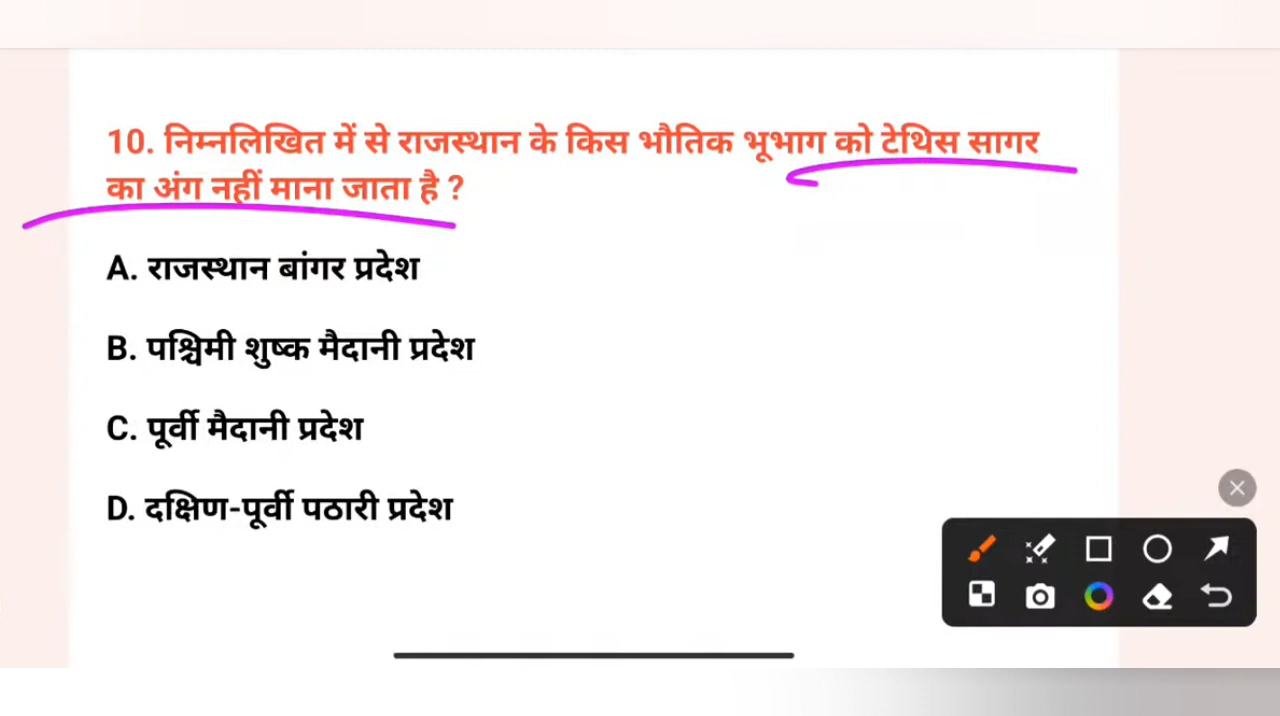 10. निम्नलिखित में से राजस्थान के किस भौतिक भूभाग को टेथिस सागर
का अंग नहीं माना जाता है ?
A. राजस्थान बांगर प्रदेश
B. पश्चिमी शुष्क मैदानी प्रदेश
C. पूर्वी मैदानी प्रदेश
D. दक्षिण-पूर्वी पठारी प्रदेश